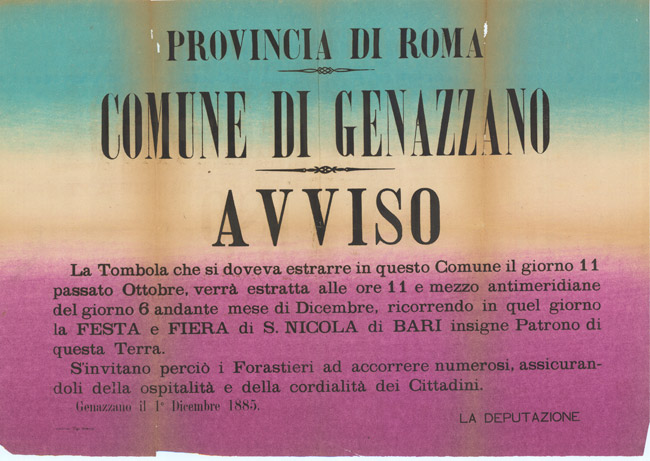 PROVINCIA DI ROMA
COMUNE DI GENAZZANO
AVVISO
La Tombola che si doveva estrarre in questo Comune il giorno 11
passato Ottobre, verrà estratta alle ore 11 e mezzo antimeridiane
del giorno 6 andante mese di Dicembre, ricorrendo in quel giorno
la FESTA e FIERA di S. NICOLA di BARI insigne Patrono di
questa Terra.
S'invitano perciò i Forastieri ad accorrere numerosi, assicuran-
doli della ospitalità e della cordialità dei Cittadini.
Genazzano il 1° Dicembre 1885.
LA DEPUTAZIONE